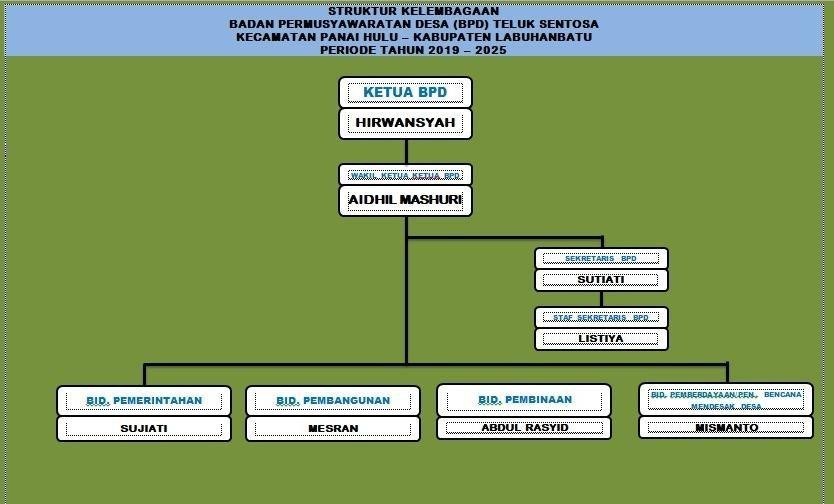 STRUKTUR KELEMBAGAAN
BADAN PERMUSYAWARATAN DESA (BPD) TELUK SENTOSA
KECAMATAN PANAI HULU – KABUPATEN LABUHANBATU
PERIODE TAHUN 2019 – 2025
KETUA BPD
HIRWANSYAH
WAKIL KETUA KETUA BPD
AIDHIL MASHURI
SEKRETARIS BPD
SUTIATI
STAF SEKRETARIS BPD
LISTIYA
BID. PEMERINTAHAN
SUJIATI
BID. PEMBANGUNAN
MESRAN
BID. PEMBINAAN
ABDUL RASYID
BID. PEMBERDAYAAN/PEN. BENCANA
MENDESAK DESA
MISMANTO